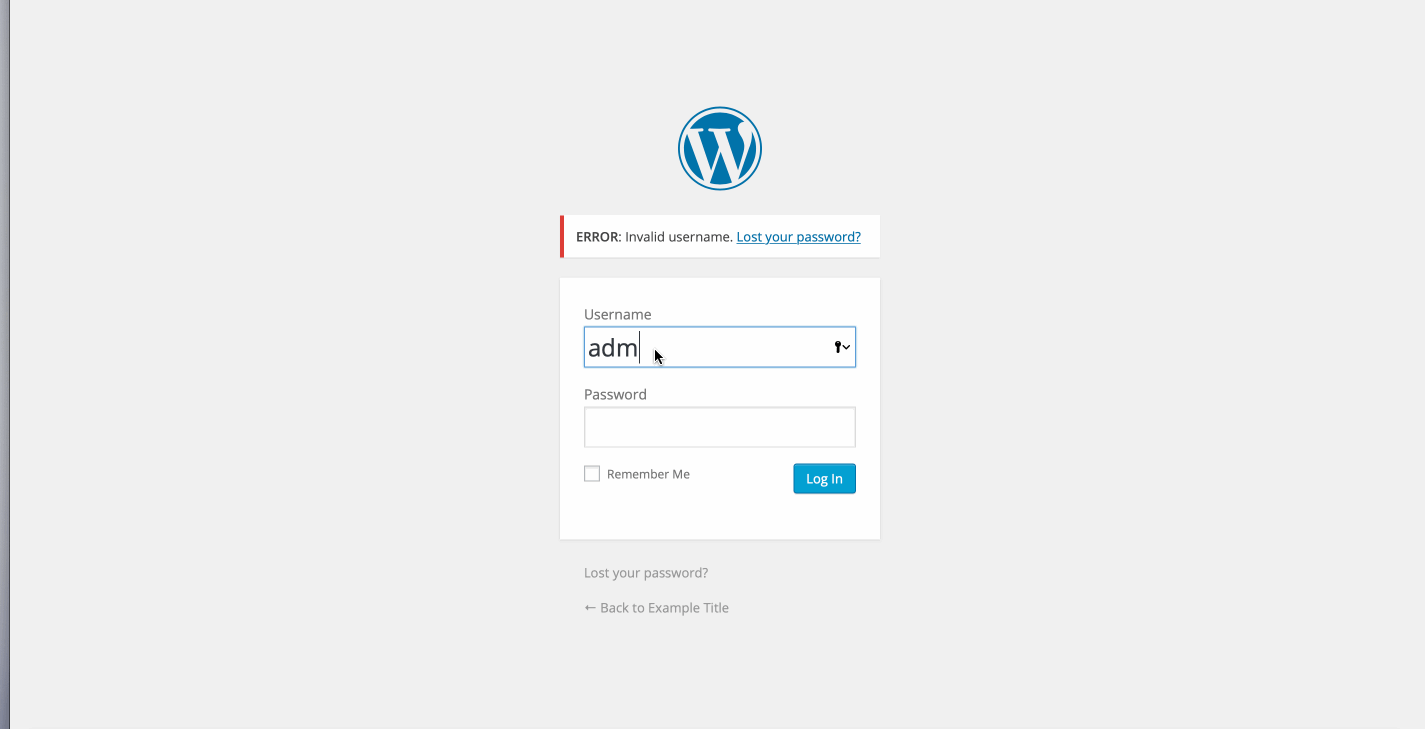 ERROR: Invalid username. Lost your password?
Username
adm
Password
Remember Me
Log In
Lost your password?
← Back to Example Title